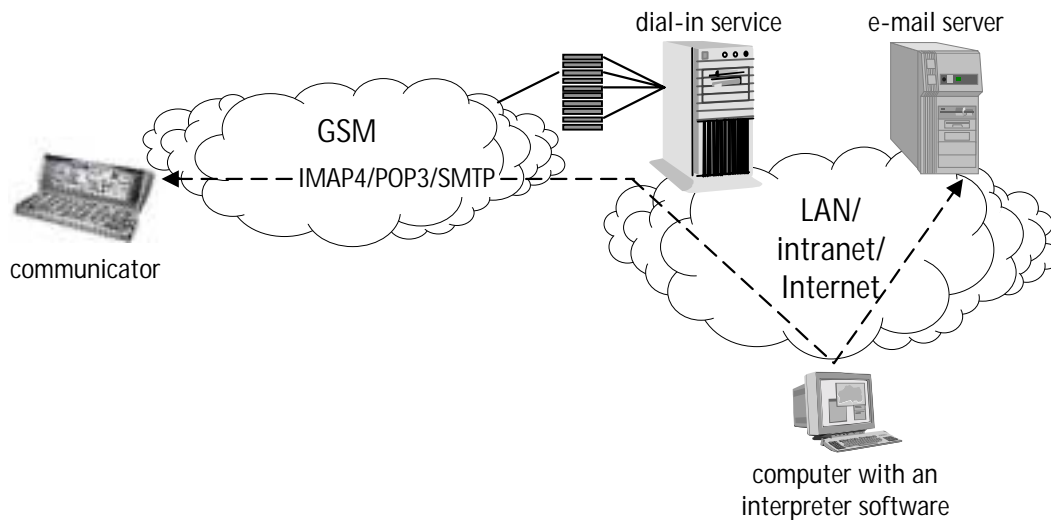 dial-in service
e-mail server
GSM
IMAP4/POP3/SMTP
LAN/
intranet/
Internet
communicator
computer with an
interpreter software